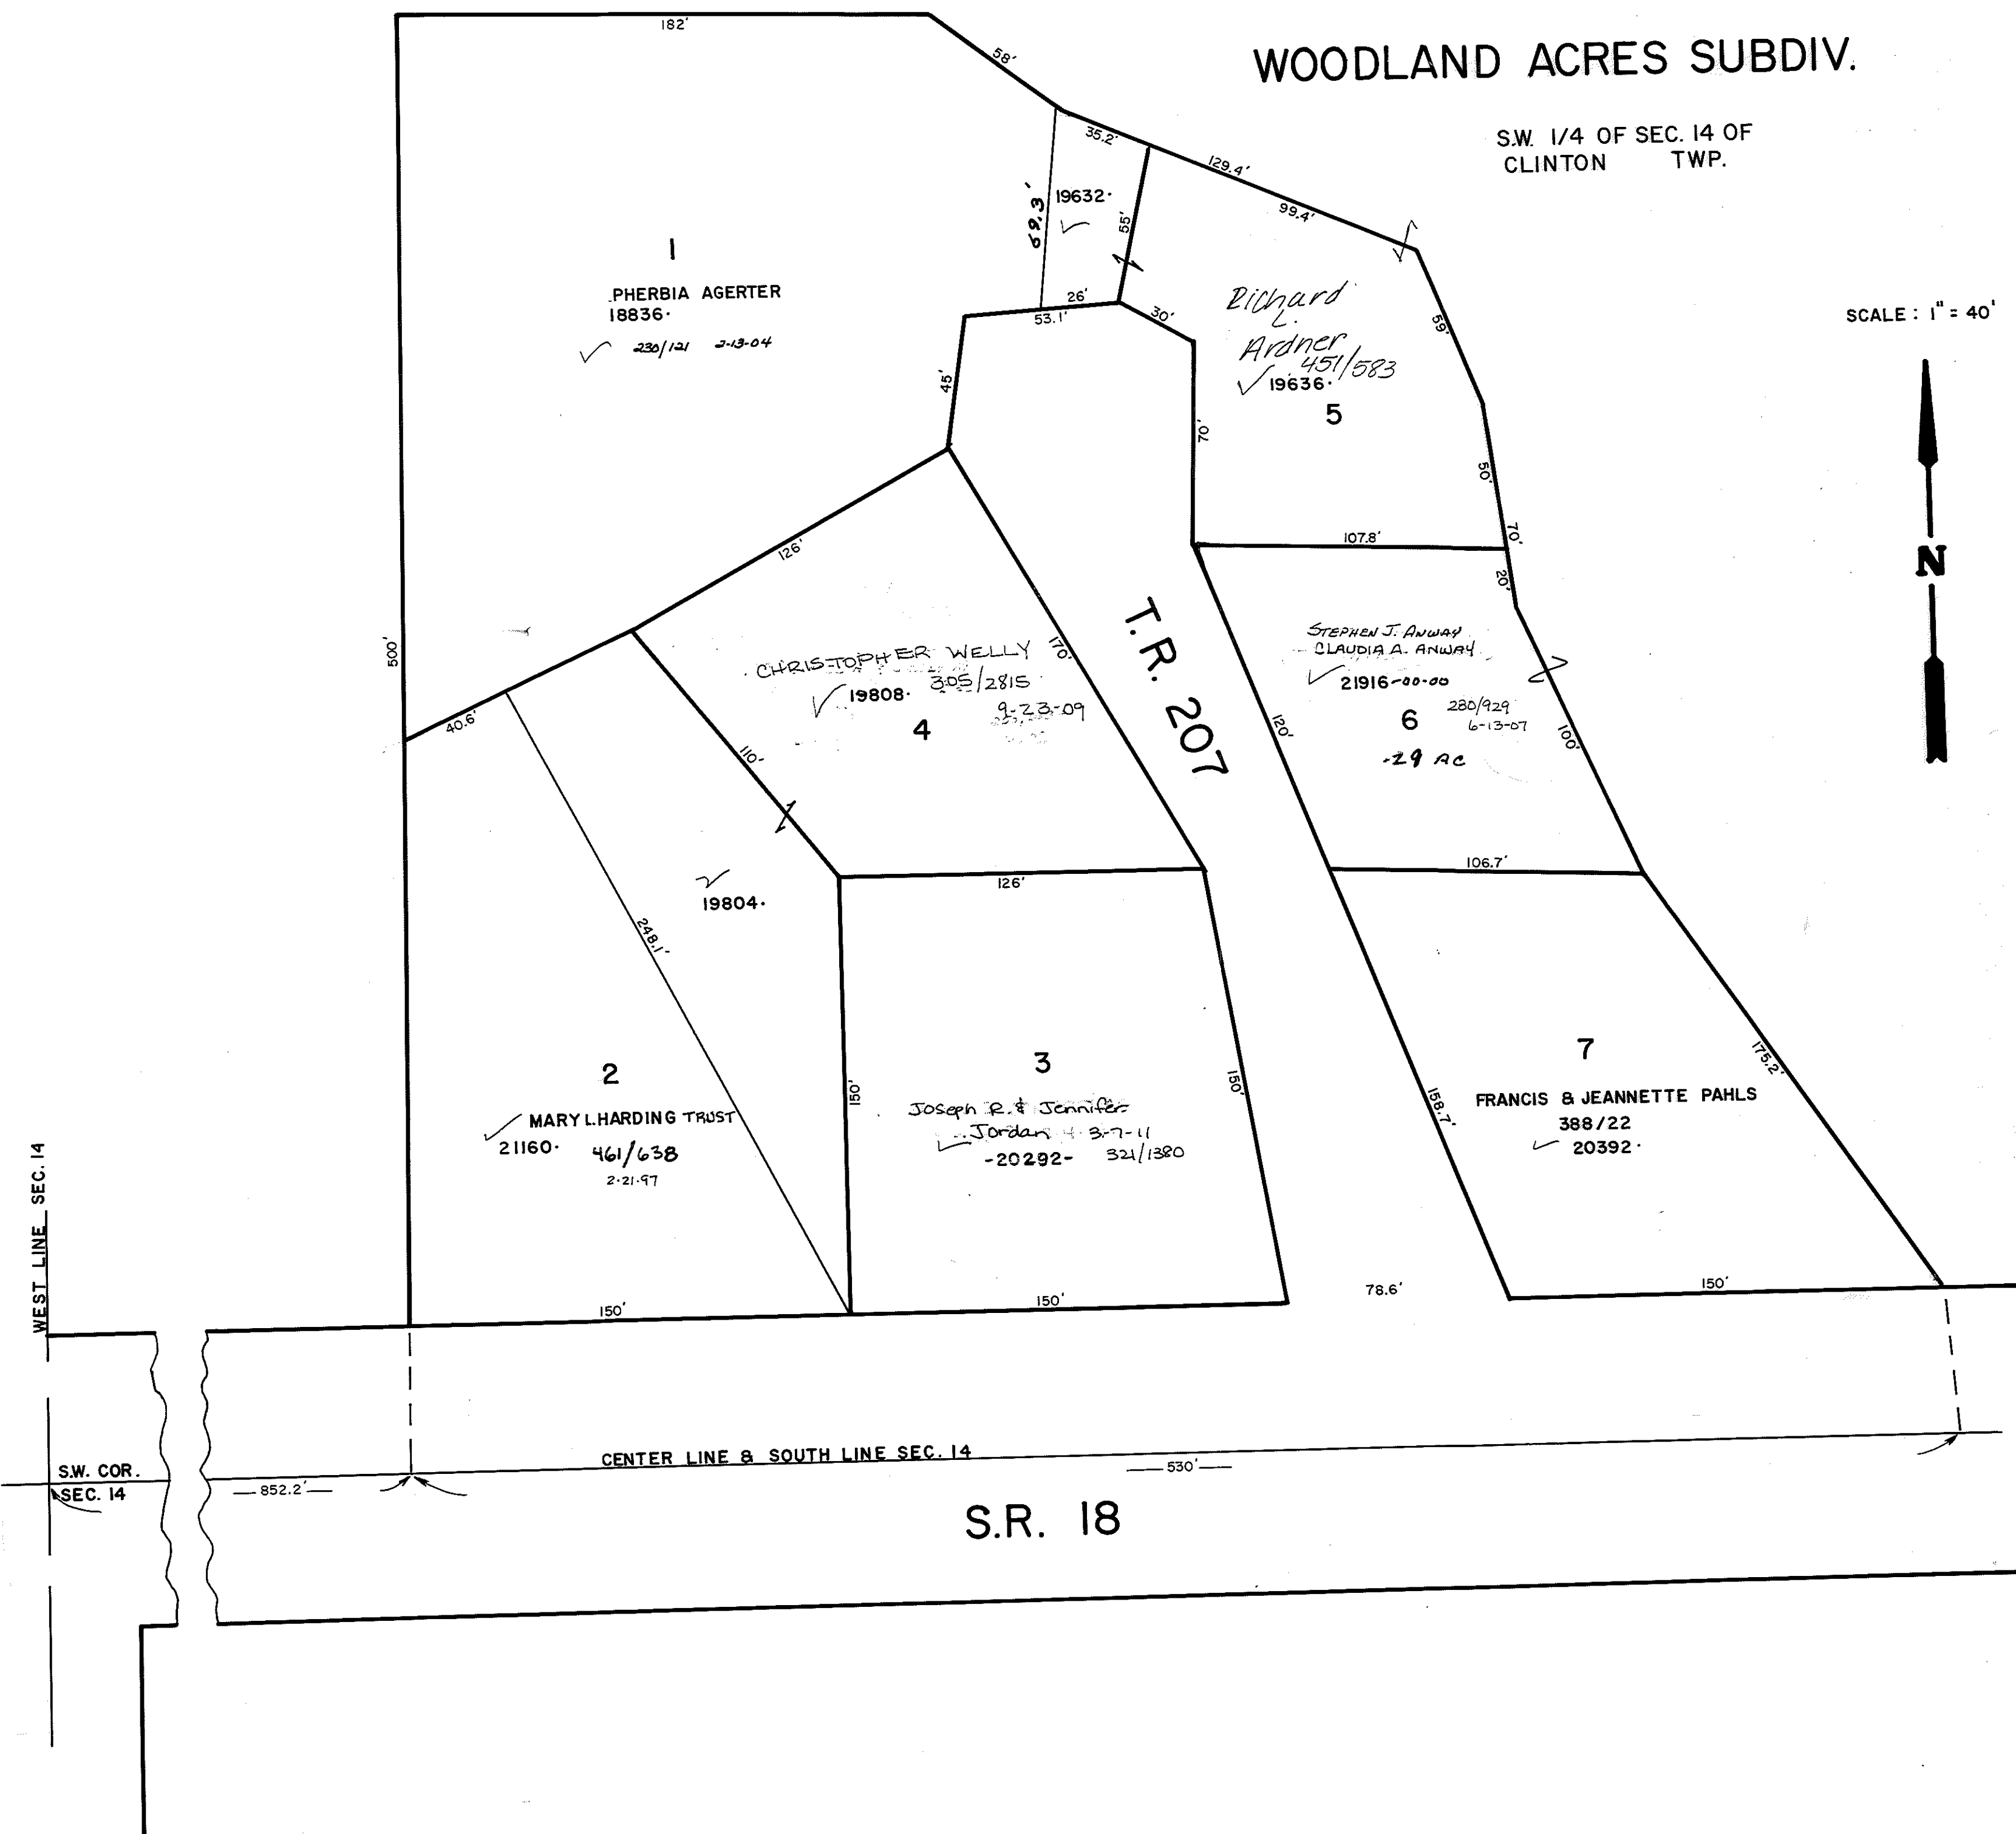 WOODLAND ACRES SUBDIV.
S.W. 1/4 OF SEC. 14 OF
CLINTON TWP.
SCALE : 1" = 40'
N
182'
58'
35.2'
129.4'
99.4'
69.3'
19632.
55'
26'
53.1'
30'
45'
70'
59'
50'
70'
20'
1
PHERBIA AGERTER
18836.
230/121 2-13-04
Richard
L.
Ardner
451/583
19636.
5
107.8'
126'
500'
40.6'
CHRISTOPHER WELLY
19808. 305/2815
9-23-09
4
170'
110'
T.R. 207
120'
STEPHEN J. ANWAY
CLAUDIA A. ANWAY
21916-00-00
280/929
6 6-13-07
.29 AC
100'
106.7'
126'
19804.
248.1'
2
MARY L. HARDING TRUST
21160. 461/638
2-21-97
150'
3
Joseph R. & Jennifer
Jordan 3-7-11
-20292- 321/1380
150'
158.7'
7
FRANCIS & JEANNETTE PAHLS
388/22
20392.
175.2'
150'
150'
78.6'
150'
WEST LINE SEC. 14
S.W. COR.
SEC. 14
852.2'
CENTER LINE & SOUTH LINE SEC. 14
530'
S.R. 18